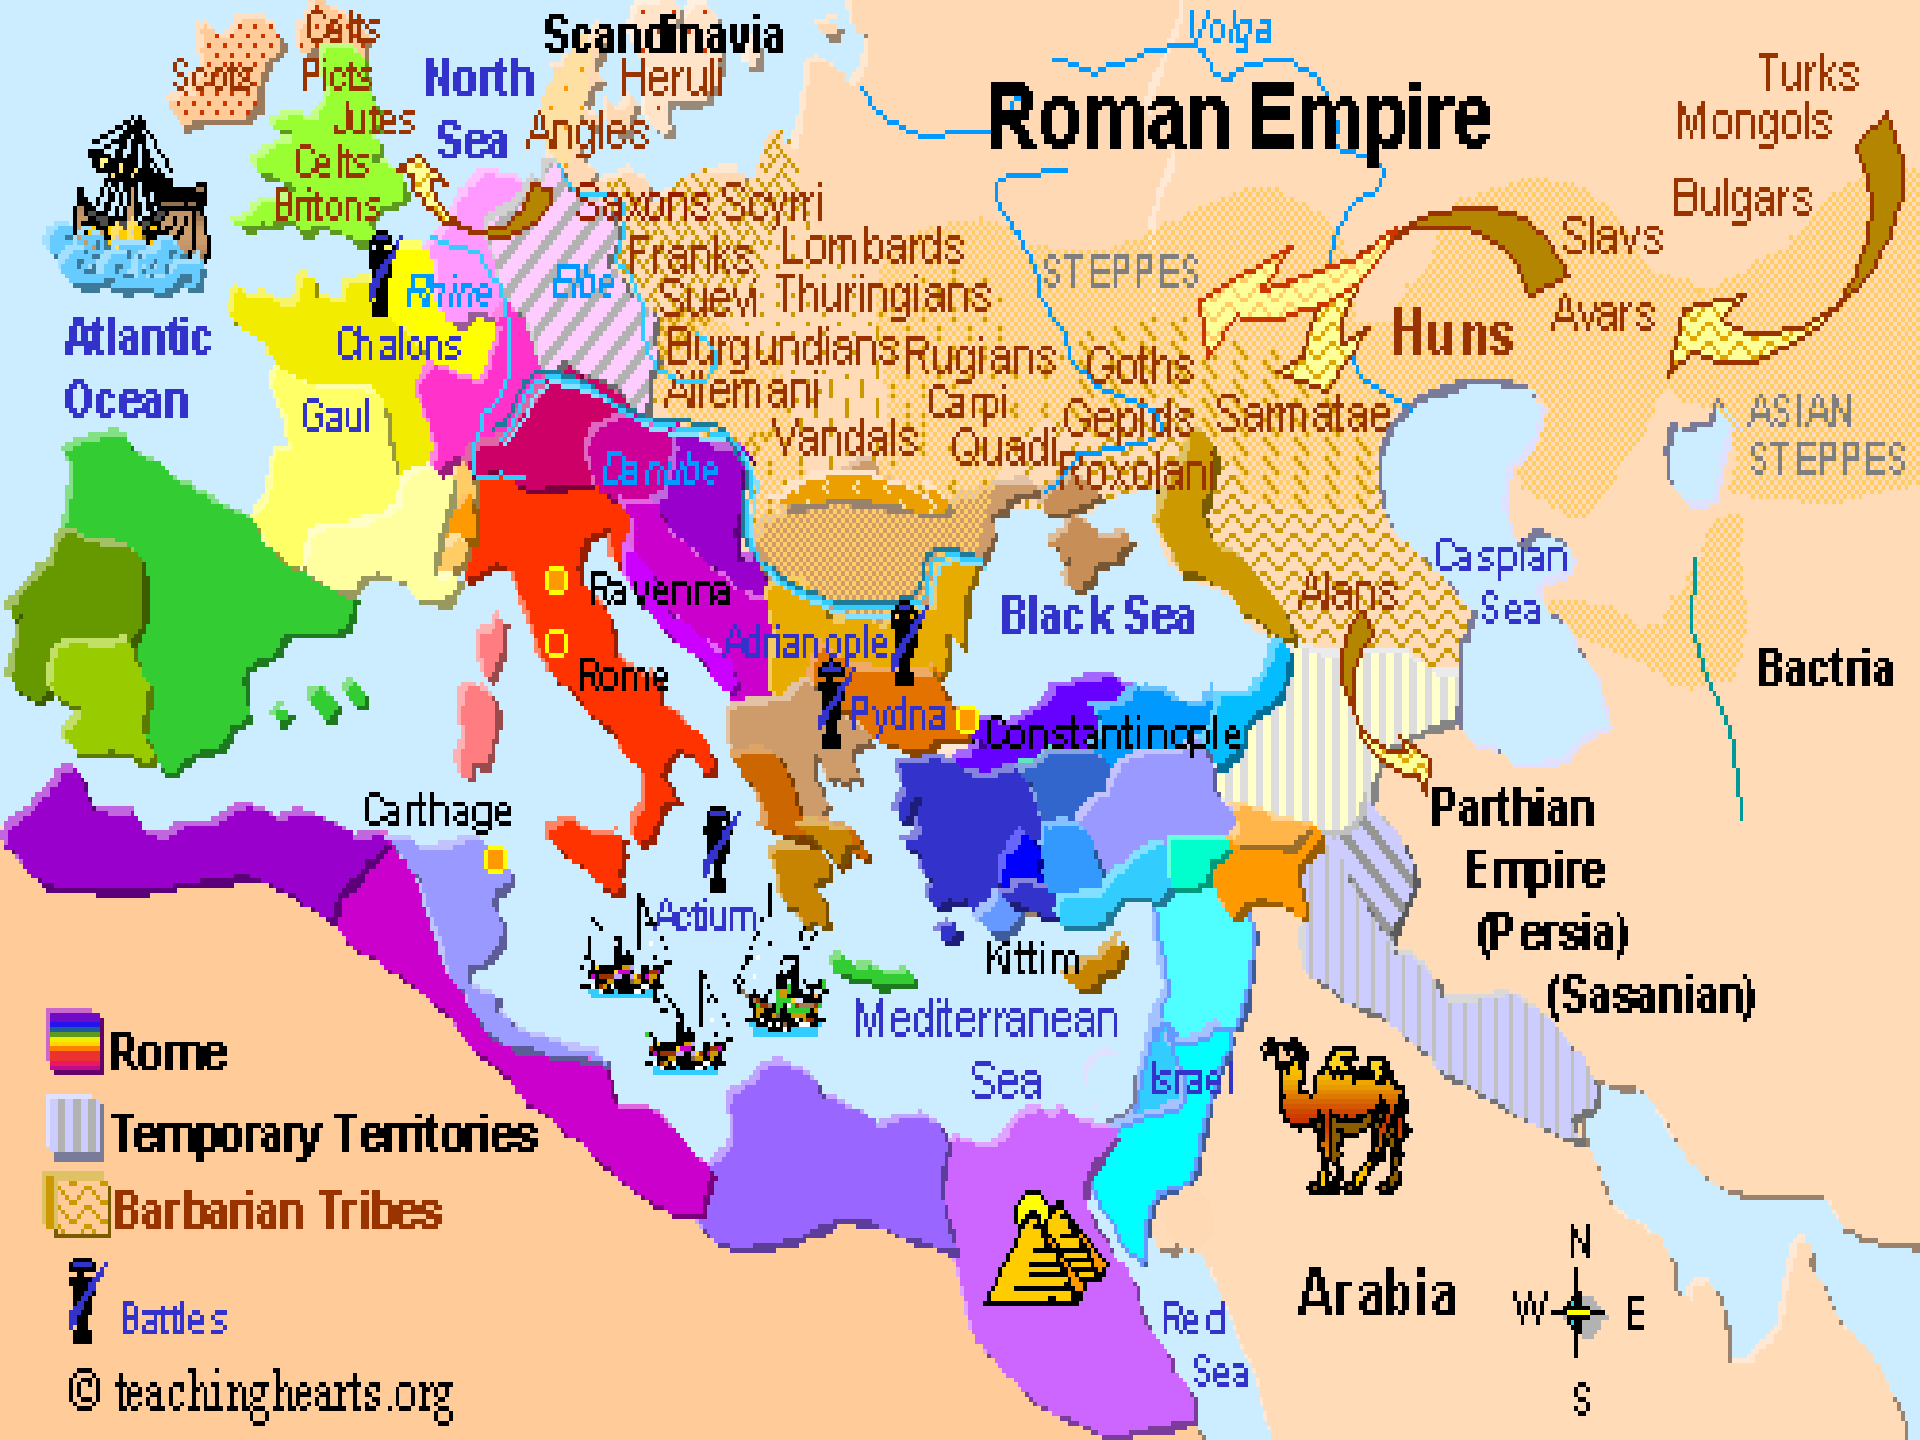 Roman Empire
Celts
Scots
Picts
Jutes
Celts
Britons
Scandinavia
Heruli
North
Sea
Angles
Volga
Turks
Mongols
Bulgars
Slavs
Avars
Huns
Saxons Scyrri
Franks
Lombards
Suevi
Thuringians
Burgundians
Rugians
Allemani
Carpi
Vandals
Quadi
Goths
Gepids
Roxolani
Sarmatae
STEPPES
ASIAN
STEPPES
Atlantic
Ocean
Rhine
Elbe
Chalons
Gaul
Danube
Ravenna
Rome
Adrianople
Pydna
Constantinople
Black Sea
Alans
Caspian
Sea
Bactria
Parthian
Empire
(Persia)
(Sasanian)
Carthage
Actium
Kittim
Mediterranean
Sea
Israel
Arabia
Red
Sea
Rome
Temporary Territories
Barbarian Tribes
Battles
© teachinghearts.org
N
W
E
S